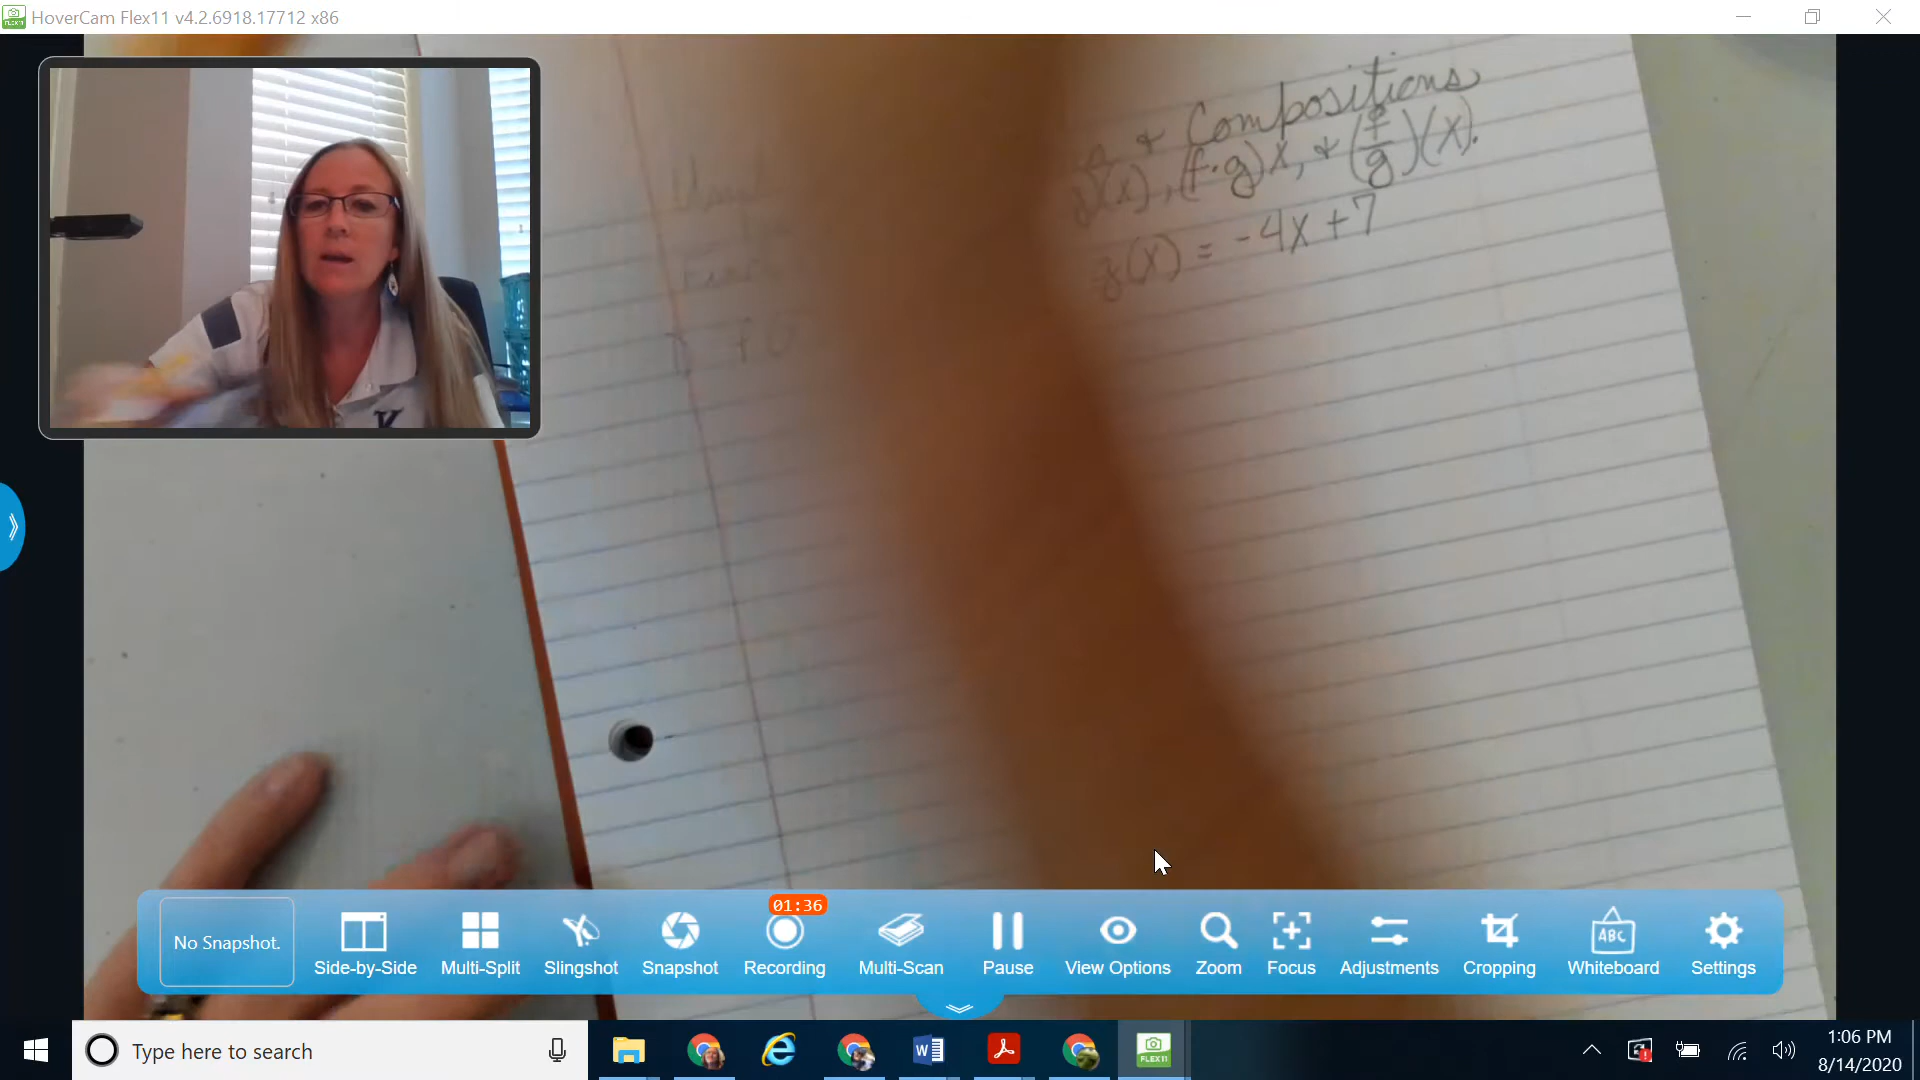 HoverCam Flex11 v4.2.6918.17712 x86
& Compositions
(x), (f·g)x, & (f/g)(x).
g(x) = -4x+7
01:36
No Snapshot.
Side-by-Side
Multi-Split
Slingshot
Snapshot
Recording
Multi-Scan
Pause
View Options
Zoom
Focus
Adjustments
Cropping
Whiteboard
Settings
ABC
Type here to search
FLEX11
1:06 PM
8/14/2020